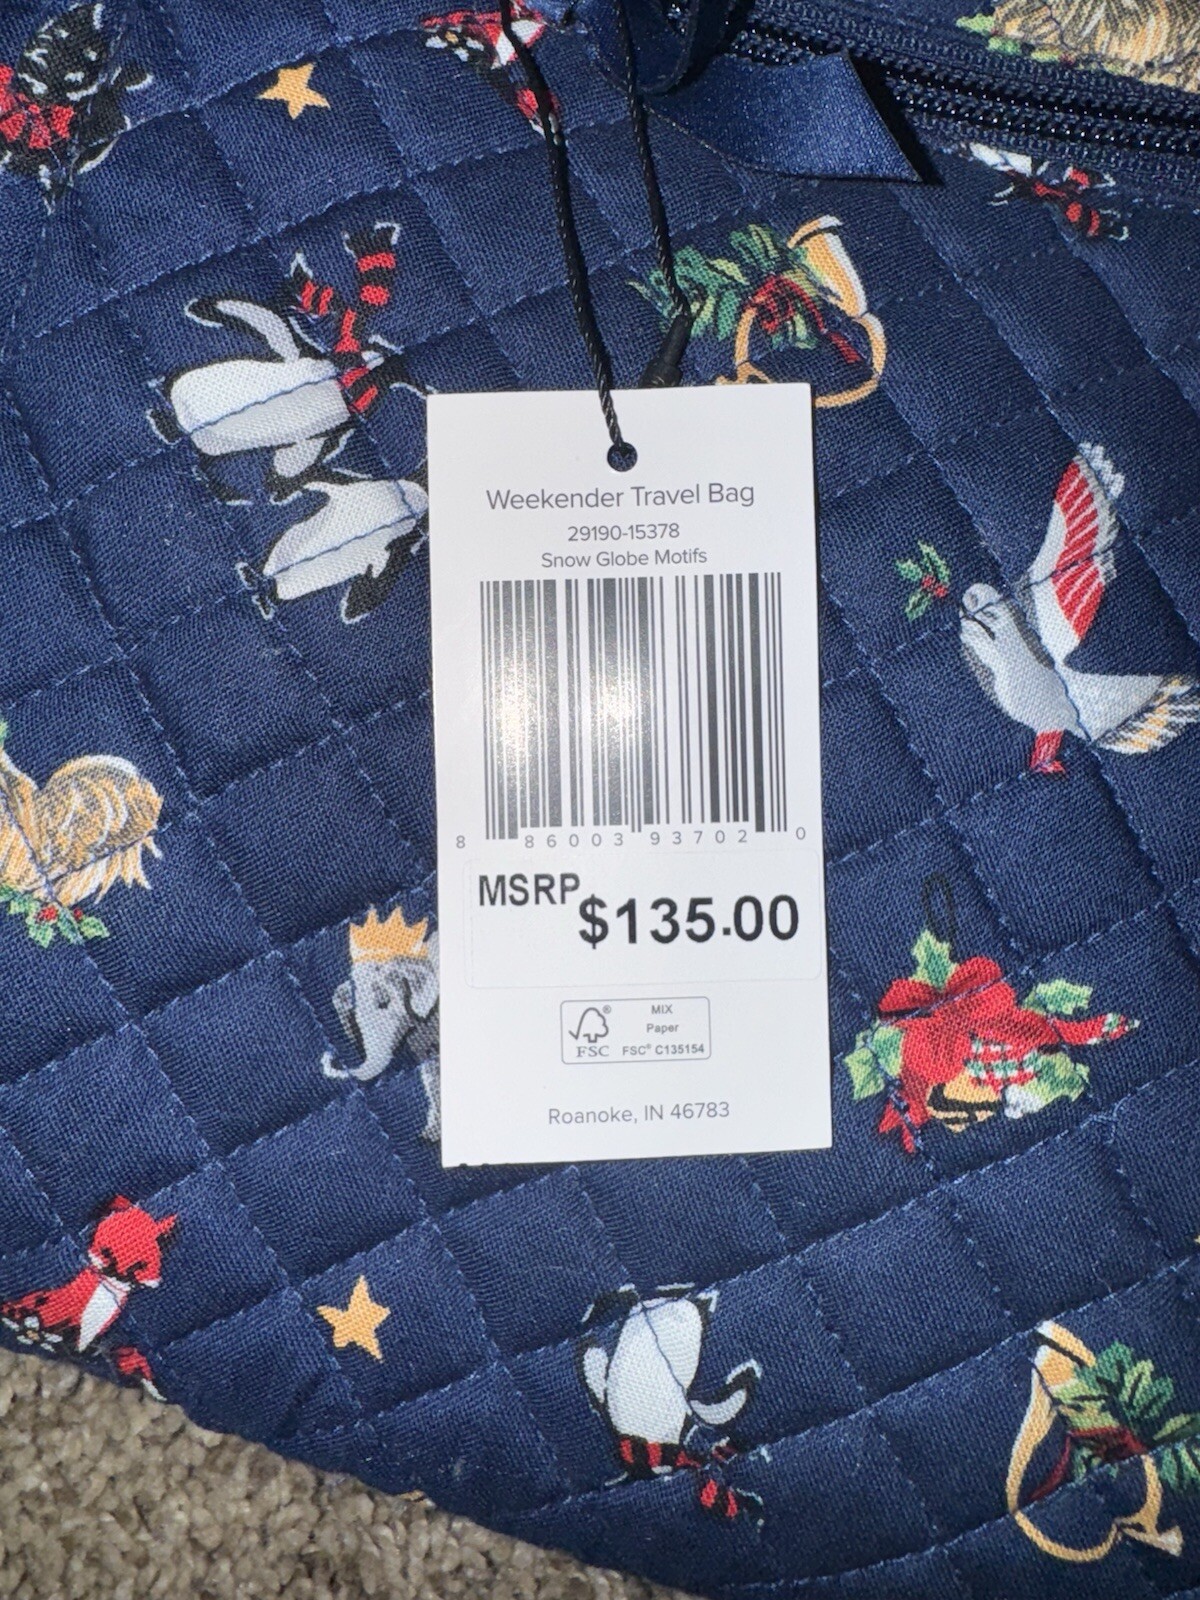 Weekender Travel Bag
29190-15378
Snow Globe Motifs
8 86003 93702 0
MSRP $135.00
FSC® MIX
Paper
FSC® C135154
Roanoke, IN 46783